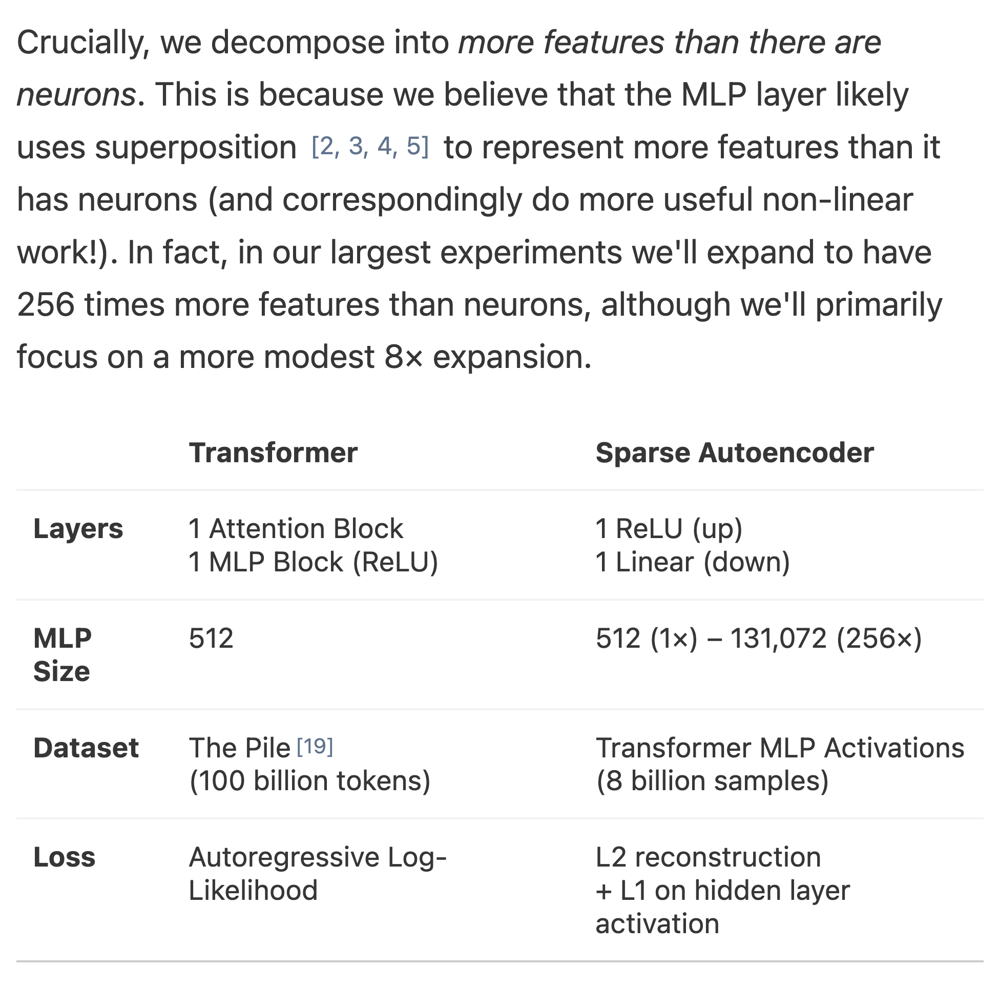 Crucially, we decompose into more features than there are
neurons. This is because we believe that the MLP layer likely
uses superposition [2, 3, 4, 5] to represent more features than it
has neurons (and correspondingly do more useful non-linear
work!). In fact, in our largest experiments we'll expand to have
256 times more features than neurons, although we'll primarily
focus on a more modest 8× expansion.
Transformer Sparse Autoencoder
Layers 1 Attention Block 1 ReLU (up)
1 MLP Block (ReLU) 1 Linear (down)
MLP 512 512 (1×) – 131,072 (256×)
Size
Dataset The Pile [19] Transformer MLP Activations
(100 billion tokens) (8 billion samples)
Loss Autoregressive Log- L2 reconstruction
Likelihood + L1 on hidden layer
activation